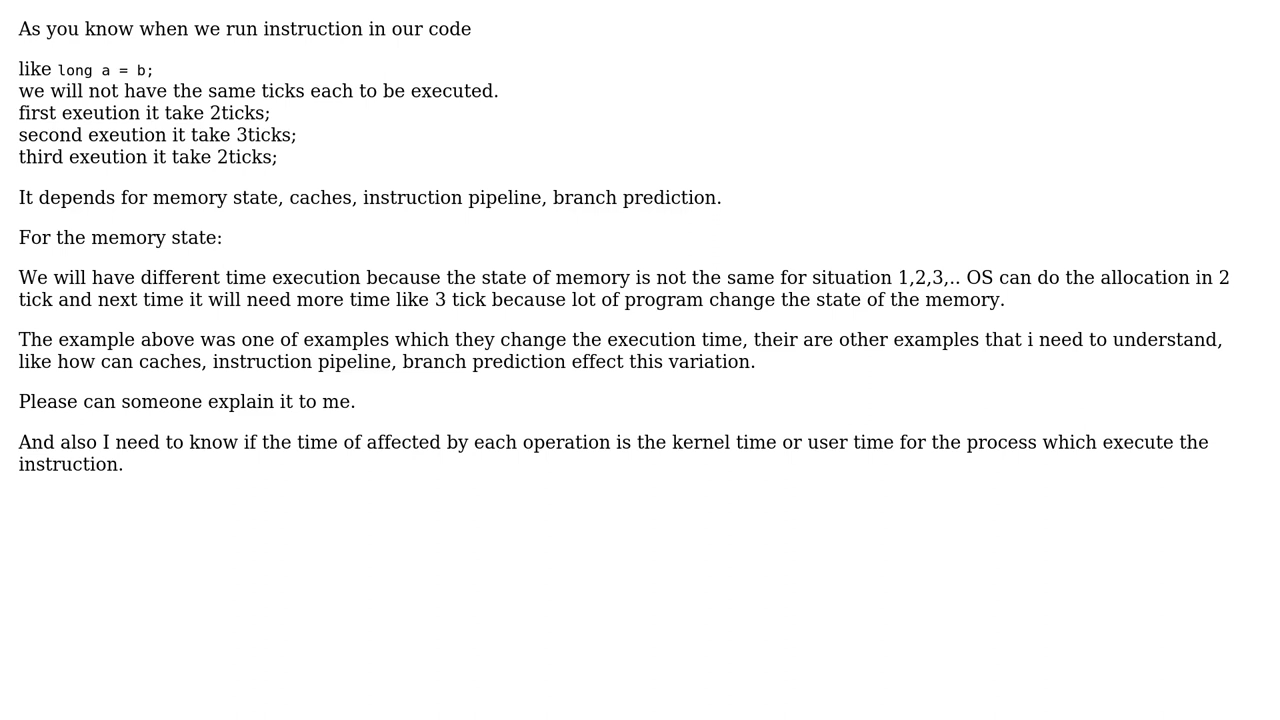 As you know when we run instruction in our code
like long a = b;
we will not have the same ticks each to be executed.
first exeution it take 2ticks;
second exeution it take 3ticks;
third exeution it take 2ticks;
It depends for memory state, caches, instruction pipeline, branch prediction.
For the memory state:
We will have different time execution because the state of memory is not the same for situation 1,2,3,.. OS can do the allocation in 2
tick and next time it will need more time like 3 tick because lot of program change the state of the memory.
The example above was one of examples which they change the execution time, their are other examples that i need to understand,
like how can caches, instruction pipeline, branch prediction effect this variation.
Please can someone explain it to me.
And also I need to know if the time of affected by each operation is the kernel time or user time for the process which execute the
instruction.